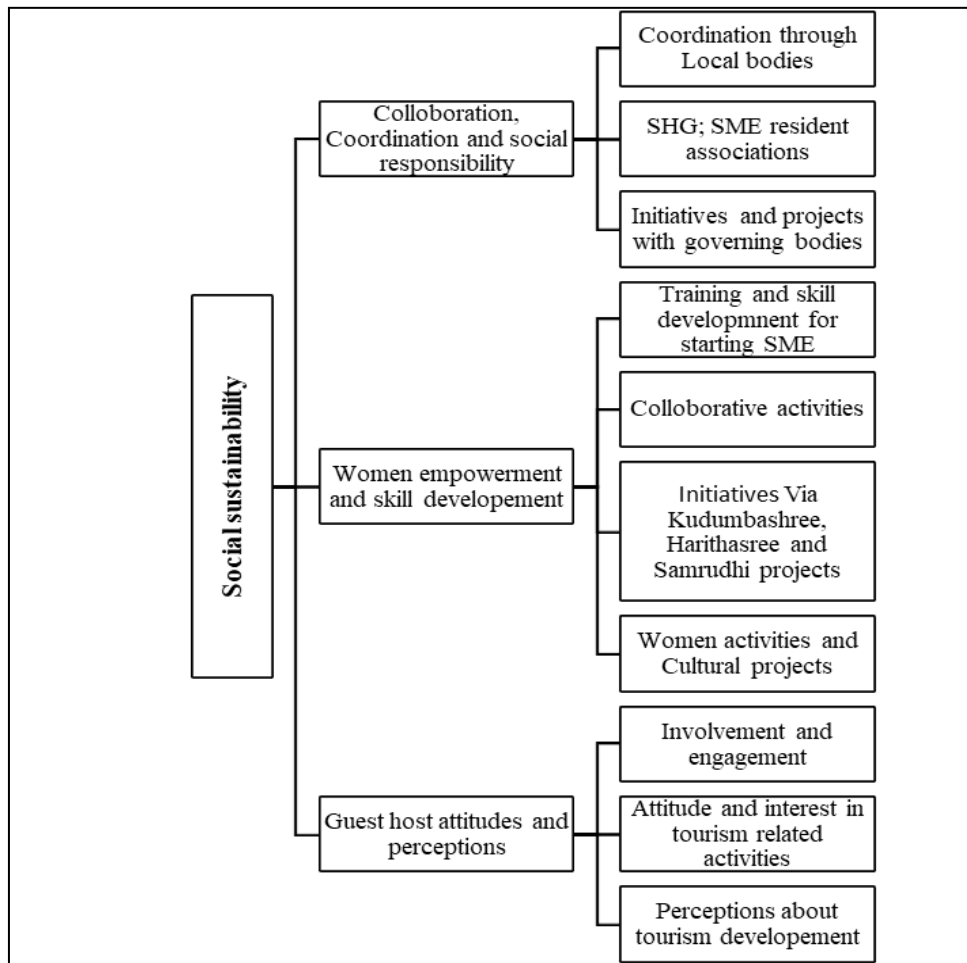 Social sustainability
Colloboration,
Coordination and social
responsibility
Coordination through
Local bodies
SHG; SME resident
associations
Initiatives and projects
with governing bodies
Women empowerment
and skill developement
Training and skill
developmnent for
starting SME
Colloborative activities
Initiatives Via
Kudumbashree,
Harithasree and
Samrudhi projects
Women activities and
Cultural projects
Guest host attitudes and
perceptions
Involvement and
engagement
Attitude and interest in
tourism related
activities
Perceptions about
tourism developement